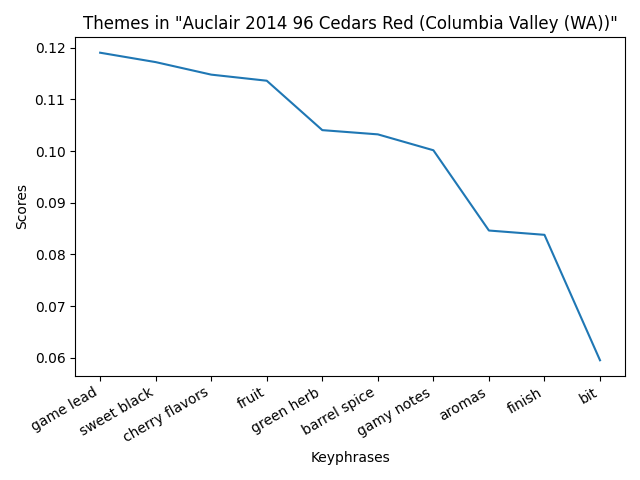 Themes in "Auclair 2014 96 Cedars Red (Columbia Valley (WA))"
0.12
0.11
0.10
0.09
0.08
0.07
0.06
Scores
game lead
sweet black
cherry flavors
fruit
green herb
barrel spice
gamy notes
aromas
finish
bit
Keyphrases